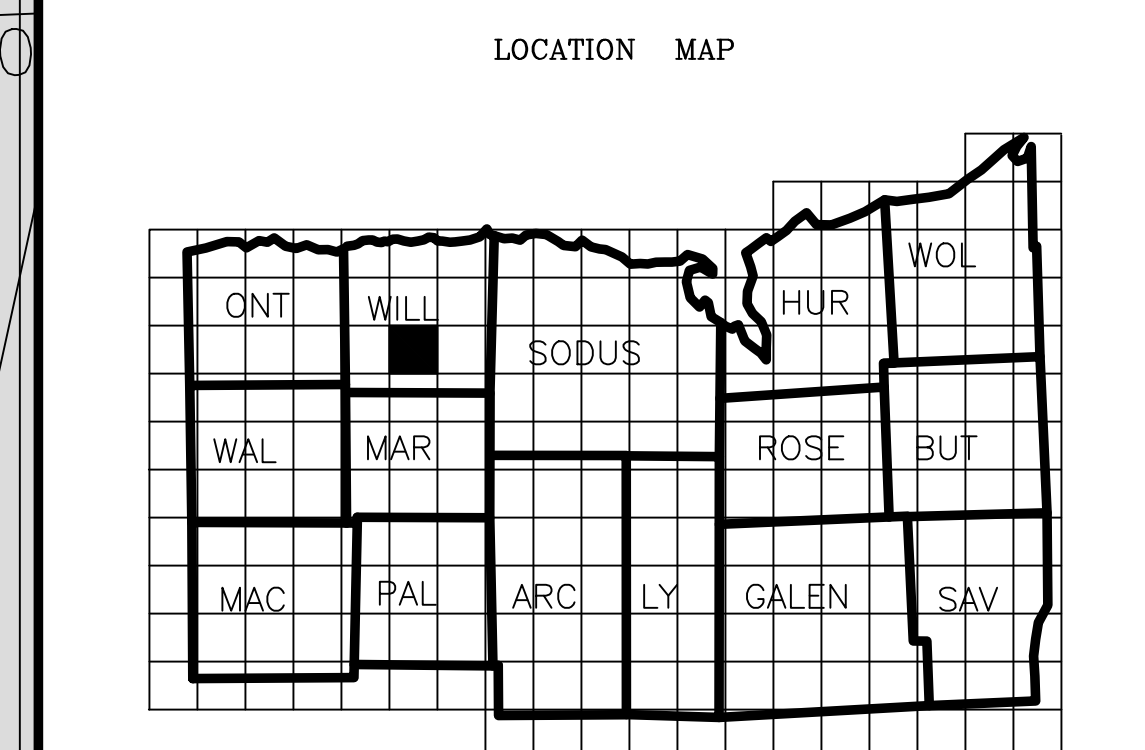 LOCATION MAP
WOL
ONT WILL HUR
SODUS
WAL MAR ROSE BUT
MAC PAL ARC LY GALEN SAV